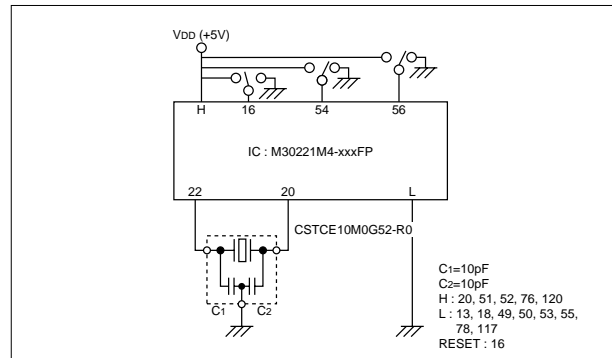 VDD (+5V)
H 16 54 56
IC : M30221M4-xxxFP
22 20 L
CSTCE10M0G52-R0
C1 C2
C1=10pF
C2=10pF
H : 20, 51, 52, 76, 120
L : 13, 18, 49, 50, 53, 55,
78, 117
RESET : 16